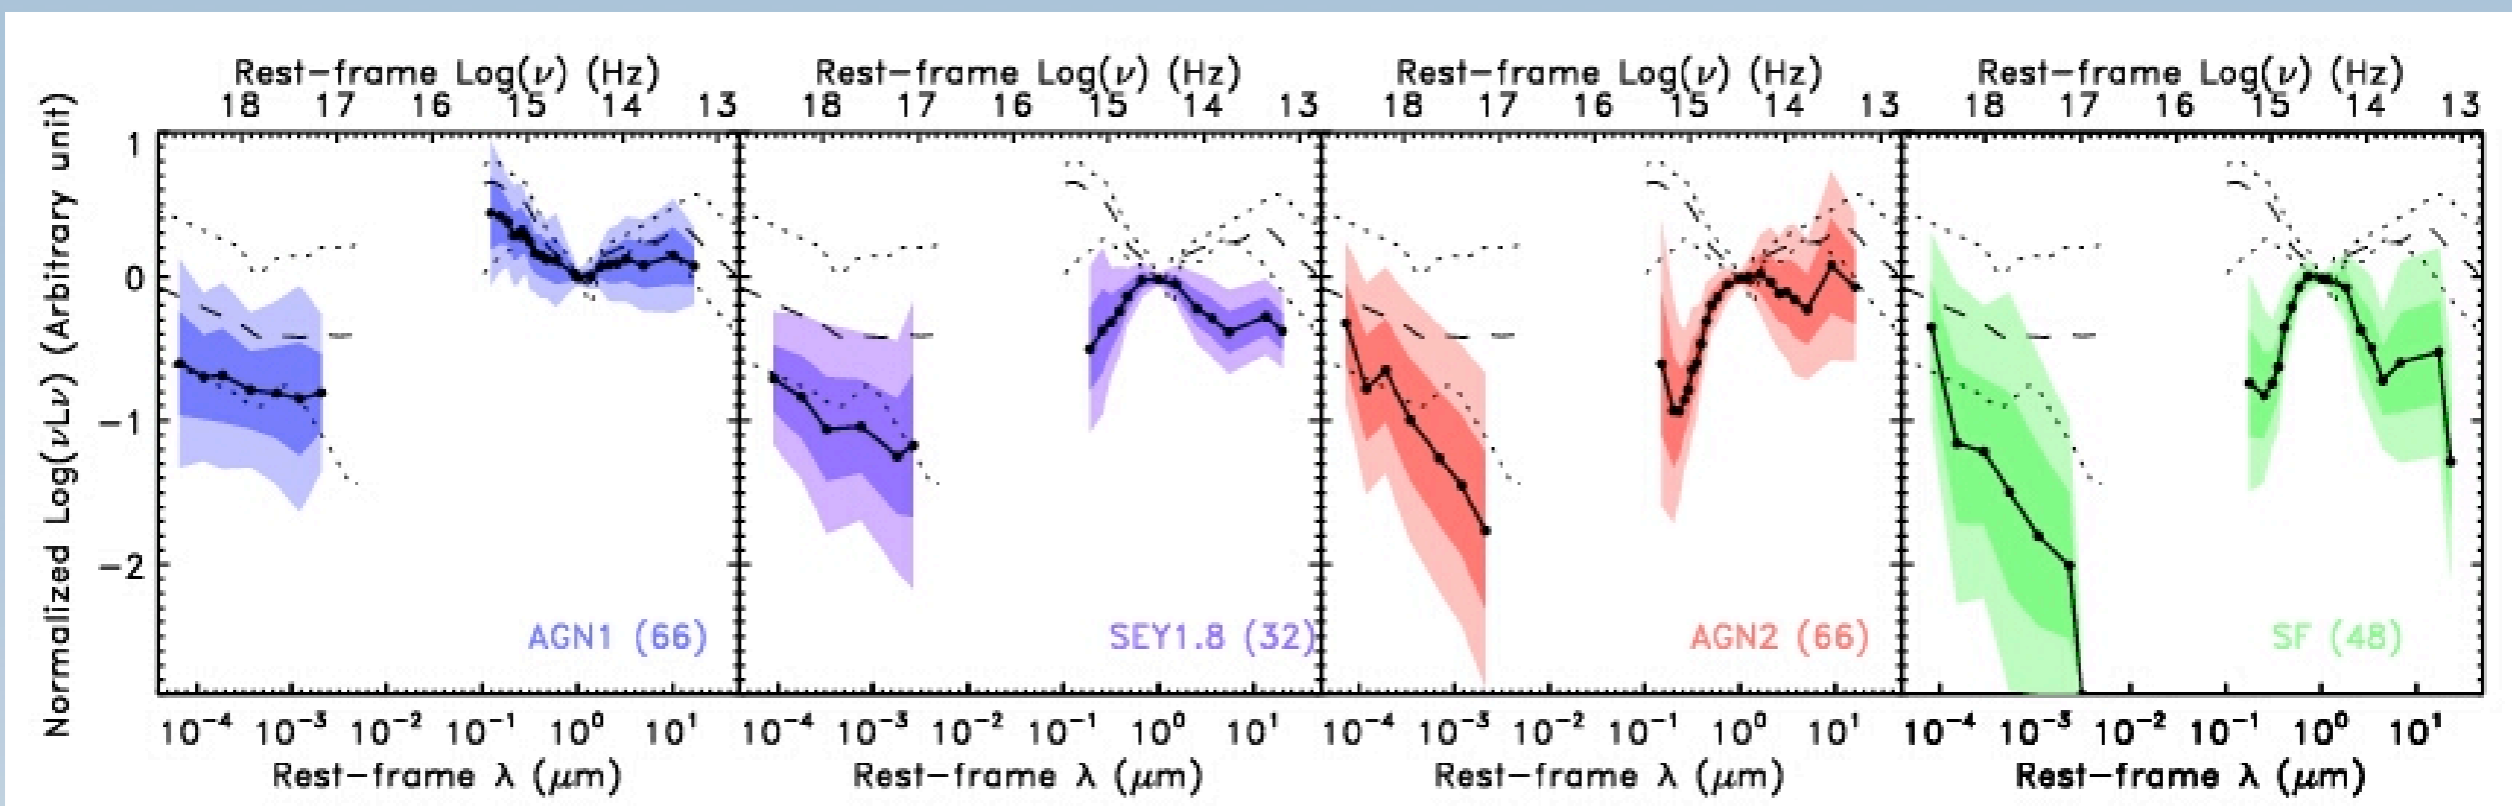 Rest-frame Log(ν) (Hz) Rest-frame Log(ν) (Hz) Rest-frame Log(ν) (Hz) Rest-frame Log(ν) (Hz)
18 17 16 15 14 13 18 17 16 15 14 13 18 17 16 15 14 13 18 17 16 15 14 13
Normalized Log(νLν) (Arbitrary unit)
1
0
-1
-2
AGN1 (66) SEY1.8 (32) AGN2 (66) SF (48)
10⁻⁴ 10⁻³ 10⁻² 10⁻¹ 10⁰ 10¹ 10⁻⁴ 10⁻³ 10⁻² 10⁻¹ 10⁰ 10¹ 10⁻⁴ 10⁻³ 10⁻² 10⁻¹ 10⁰ 10¹ 10⁻⁴ 10⁻³ 10⁻² 10⁻¹ 10⁰ 10¹
Rest-frame λ (μm) Rest-frame λ (μm) Rest-frame λ (μm) Rest-frame λ (μm)